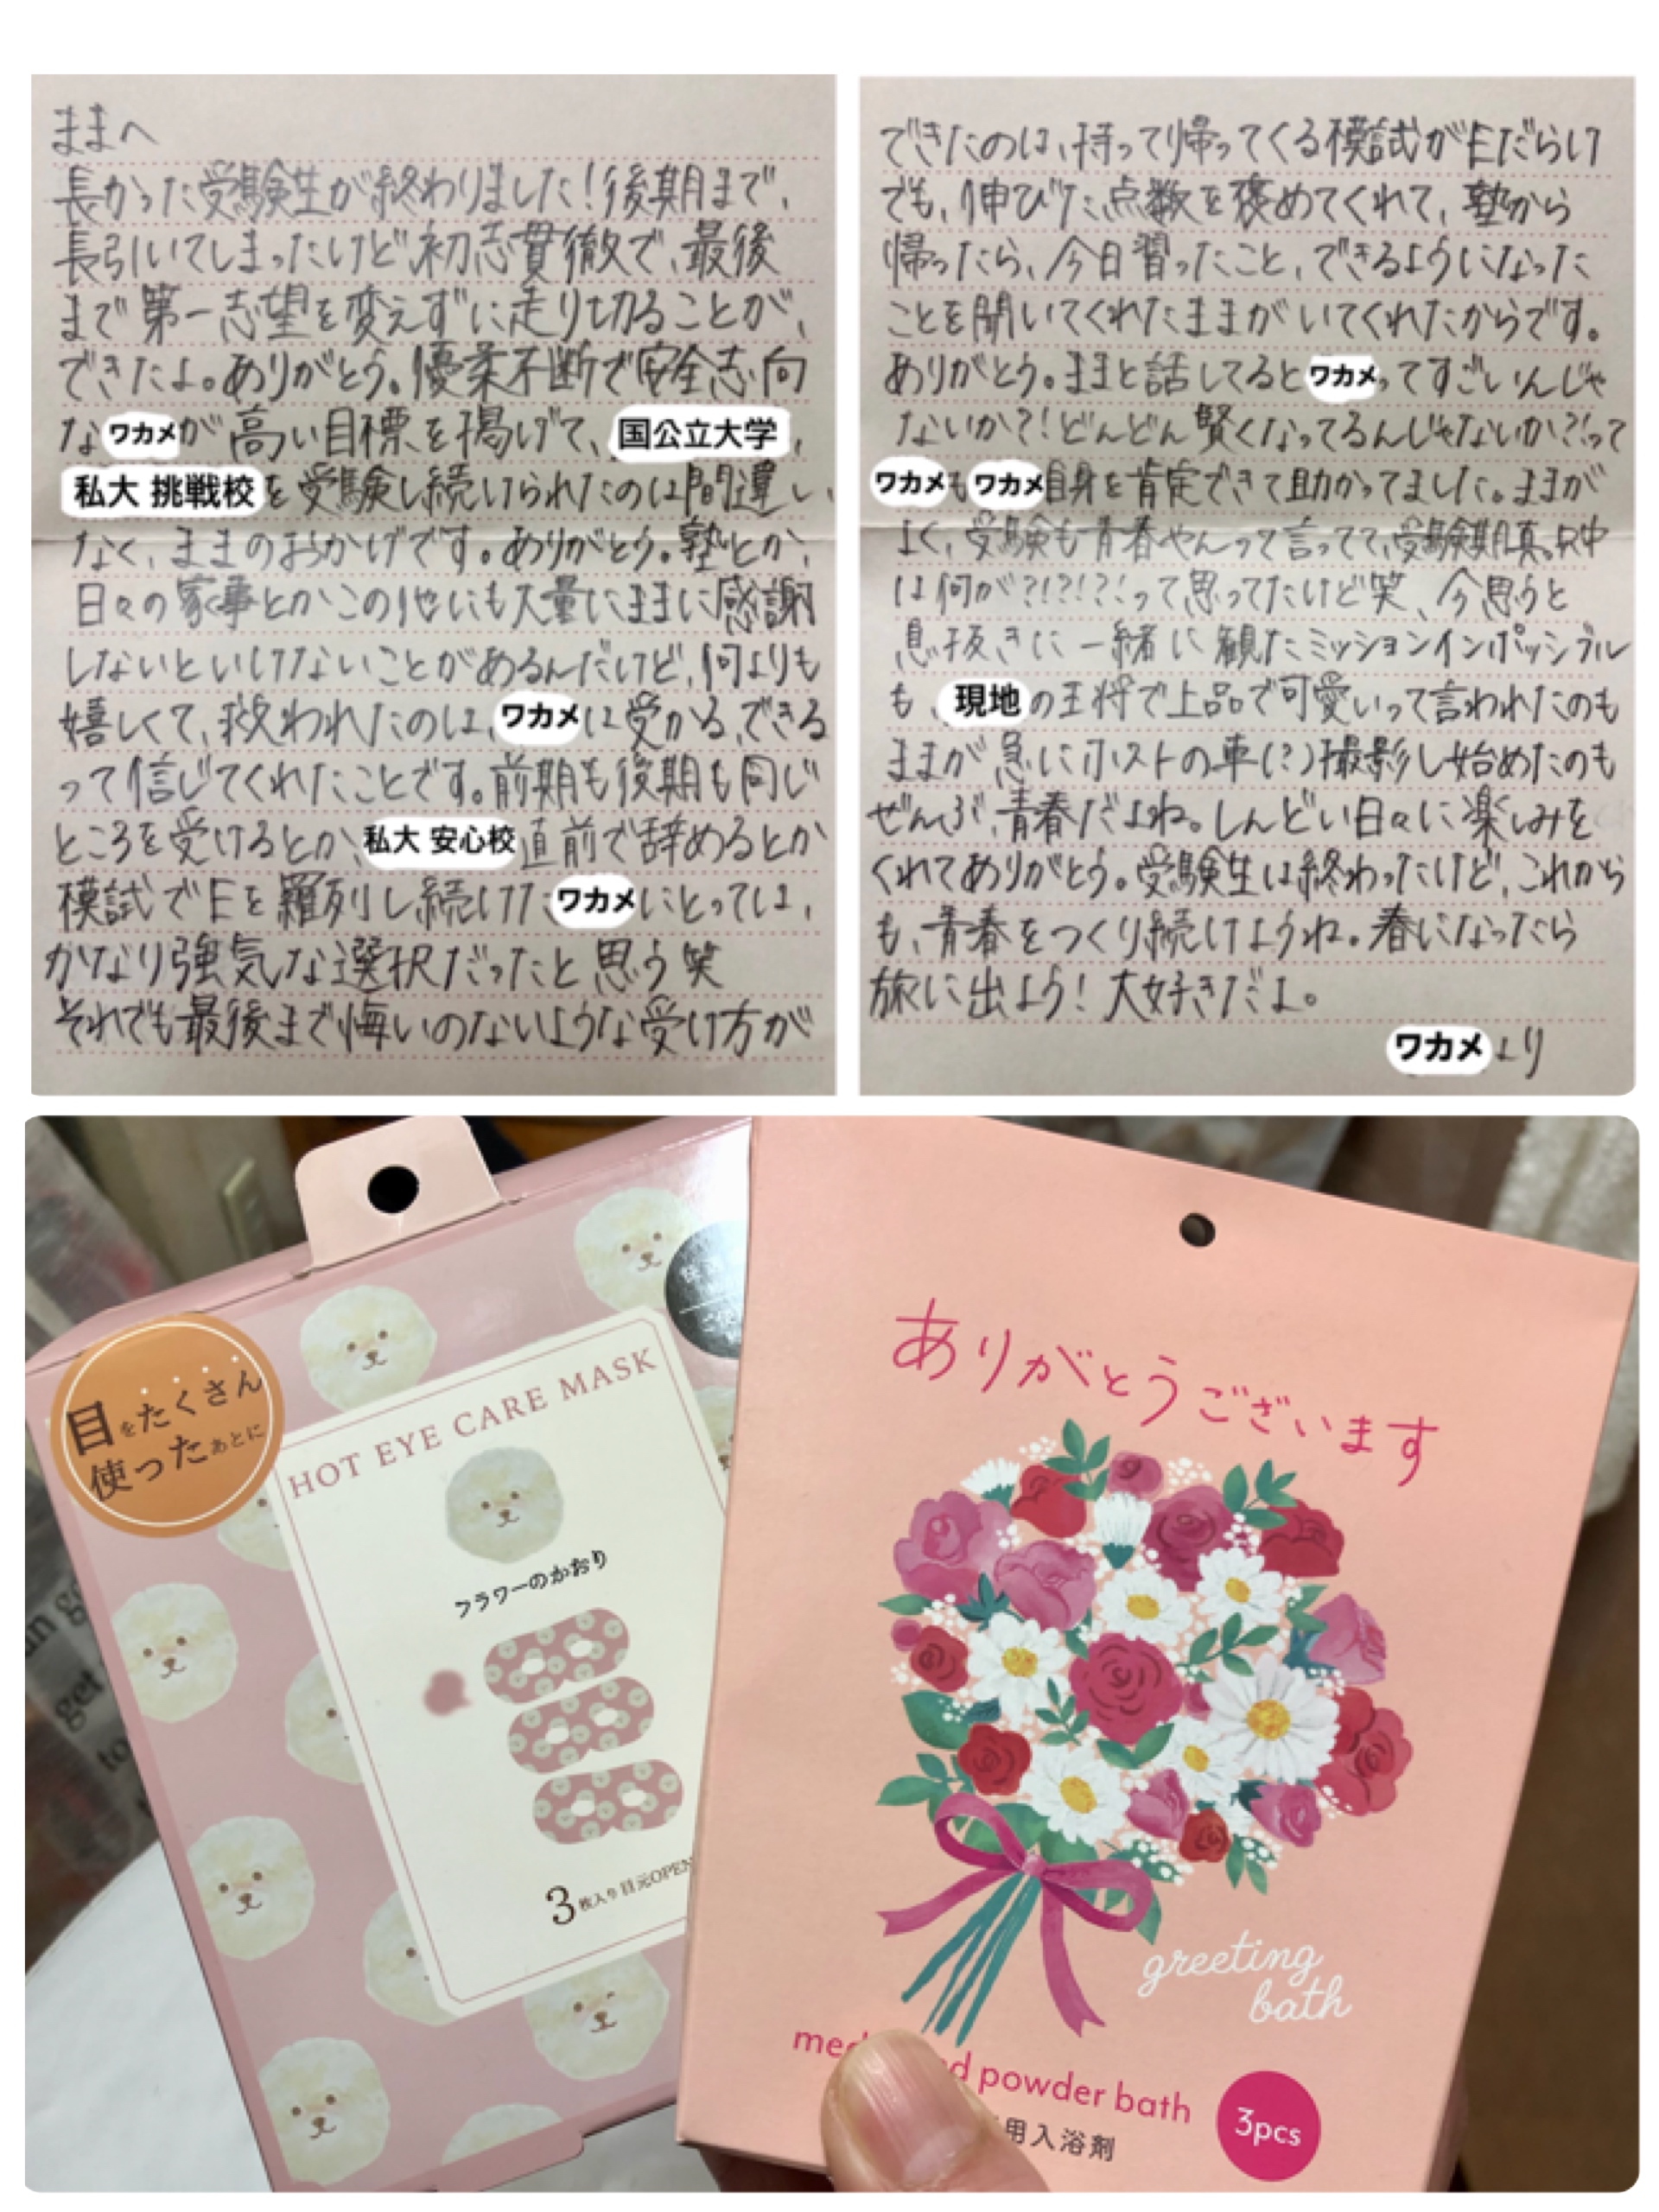 ままへ
長かった受験生が終わりました!後期まで、
長引いてしまったけど初志貫徹で、最後
まで第一志望を変えずに走り切ることが、
できたよ。ありがとう。優柔不断で安全志向
なワカメが高い目標を掲げて、国公立大学、
私大 挑戦校を受験し続けられたのは間違い
なく、ままのおかげです。ありがとう。塾とか、
日々の家事とかこの他にも大量にままに感謝
しないといけないことがあるんだけど、何よりも
嬉しくて、救われたのは、ワカメは受かる、できる
って信じてくれたことです。前期も後期も同じ
ところを受けるとか、私大 安心校直前で辞めるとか
模試でEを羅列し続けたワカメにとっては、
かなり強気な選択だったと思う笑
それでも最後まで悔いのないような受け方が
できたのは、持って帰ってくる模試がEだらけ
でも、伸びた点数を褒めてくれて、塾から
帰ったら、今日習ったこと、できるようになった
ことを聞いてくれたままがいてくれたからです。
ありがとう。ままと話してるとワカメってすごいんじゃ
ないか?!どんどん賢くなってるんじゃないか?!って
ワカメもワカメ自身を肯定できて助かってました。ままが
よく、受験も青春やんって言ってて、受験期真っ只中
は何が?!?!?!って思ってたけど笑、今思うと
息抜きに一緒に観たミッションインポッシブル
も、現地の王将で上品で可愛いって言われたのも
ままが急にホストの車(?)撮影し始めたのも
ぜんぶ、青春だよね。しんどい日々に楽しみを
くれてありがとう。受験生は終わったけど、これから
も、青春をつくり続けようね。春になったら
旅に出よう!大好きだよ。
ワカメより
目をたくさん
使ったあとに
HOT EYE CARE MASK
フラワーのかおり
3枚入り 目元OPEN
ありがとうございます
greeting
bath
powder bath
用入浴剤
3pcs
get
to